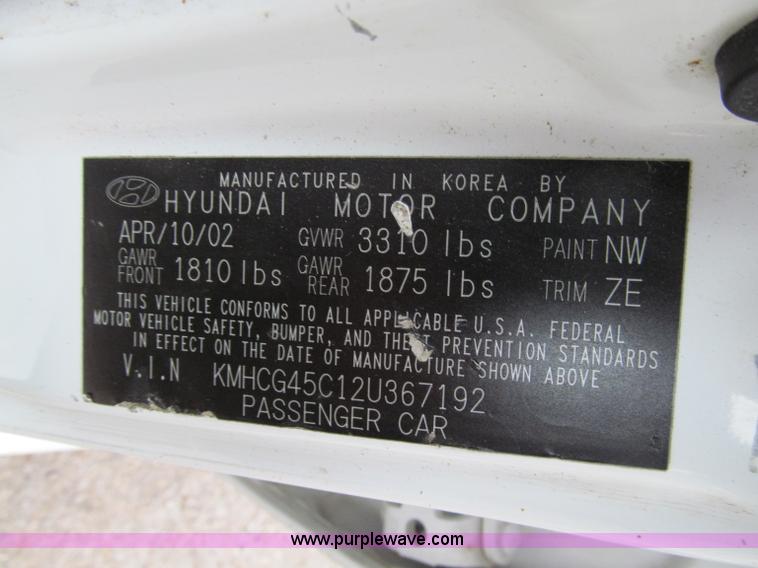 MANUFACTURED IN KOREA BY
HYUNDAI MOTOR COMPANY
APR/10/02 GVWR 3310 lbs PAINT NW
GAWR FRONT 1810 lbs GAWR REAR 1875 lbs TRIM ZE
THIS VEHICLE CONFORMS TO ALL APPLICABLE U.S.A. FEDERAL
MOTOR VEHICLE SAFETY, BUMPER, AND THEFT PREVENTION STANDARDS
IN EFFECT ON THE DATE OF MANUFACTURE SHOWN ABOVE
V.I.N KMHCG45C12U367192
PASSENGER CAR
www.purplewave.com